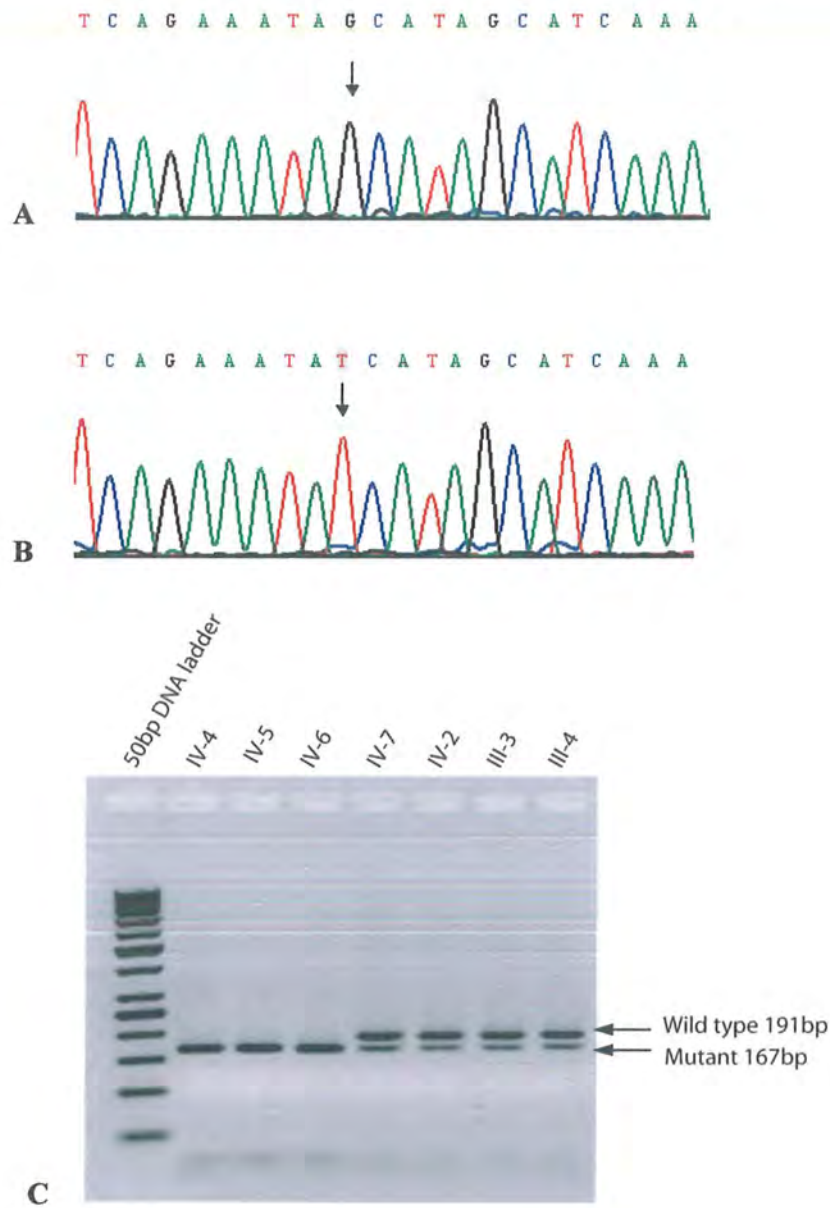 T C A G A A A T A G C A T A G C A T C A A A
A
T C A G A A A T A T C A T A G C A T C A A A
B
50bp DNA ladder
IV-4
IV-5
IV-6
IV-7
IV-2
III-3
III-4
Wild type 191bp
Mutant 167bp
C